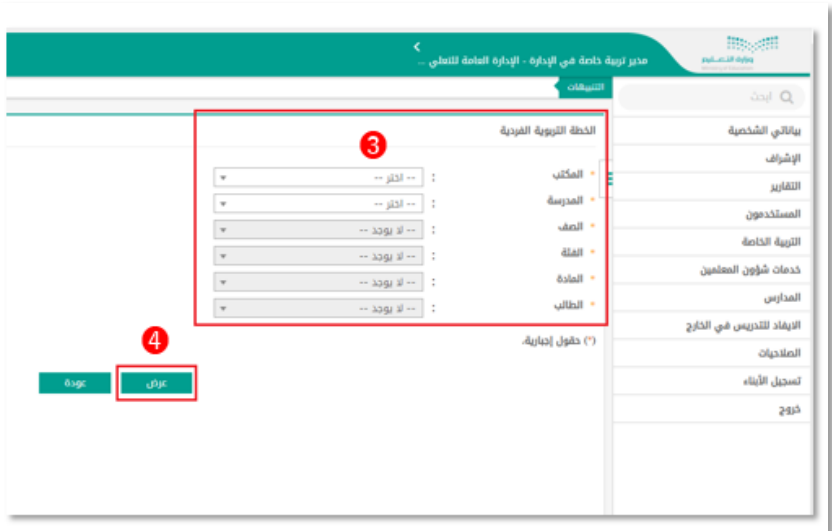 وزارة التعليم
مدير تربية خاصة في الإدارة - الإدارة العامة للتعلي ...
ابحث
التنبيهات
بياناتي الشخصية
الإشراف
التقارير
المستخدمون
التربية الخاصة
خدمات شؤون المعلمين
المدارس
الايفاد للتدريس في الخارج
الصلاحيات
تسجيل الأبناء
خروج
الخطة التربوية الفردية
3
* المكتب : -- اختر --
* المدرسة : -- اختر --
* الصف : -- لا يوجد --
* الفئة : -- لا يوجد --
* المادة : -- لا يوجد --
* الطالب : -- لا يوجد --
(*) حقول إجبارية.
4
عرض
عودة